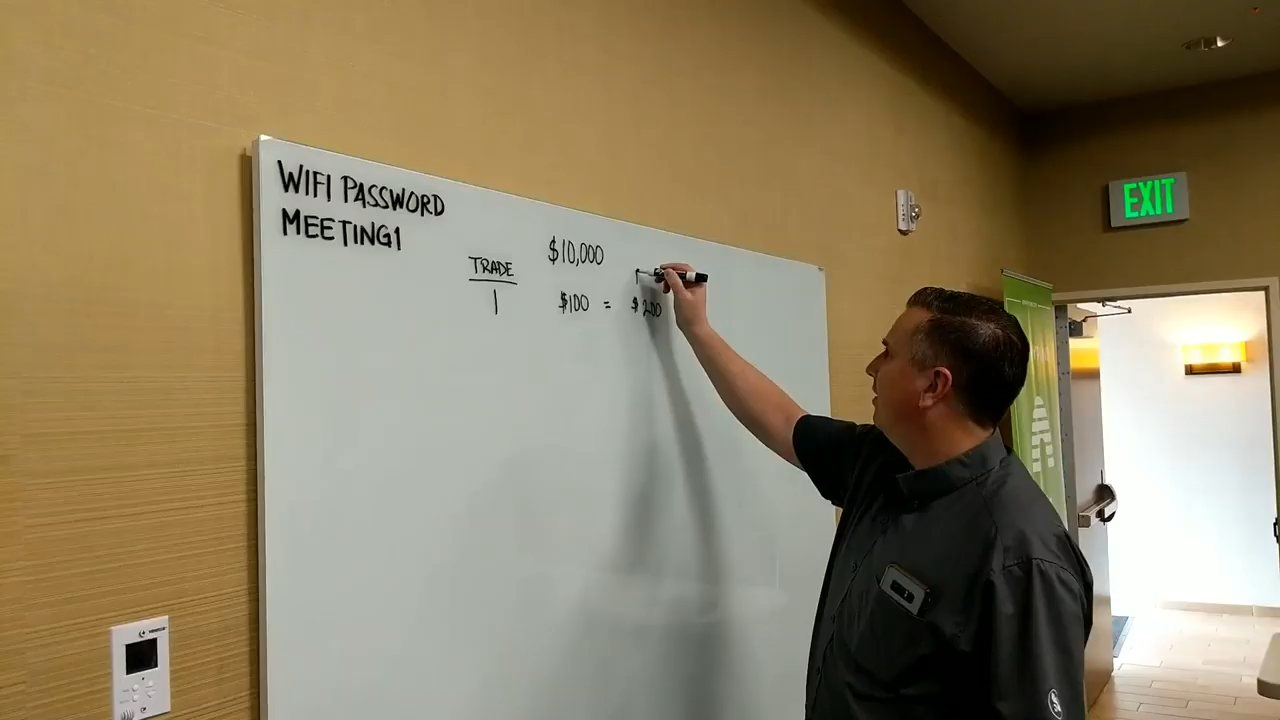 WIFI PASSWORD
MEETING1
$10,000
TRADE
1 $100 = $200
EXIT